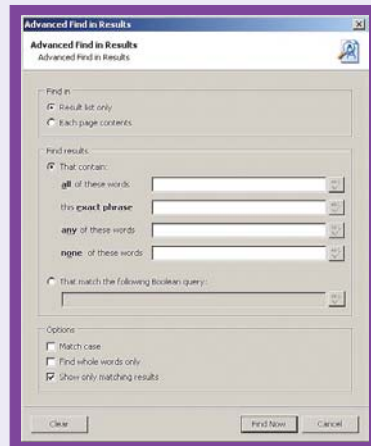 Advanced Find in Results
Advanced Find in Results
Advanced Find in Results
Find in
Result list only
Each page contents
Find results
That contain:
all of these words
this exact phrase
any of these words
none of these words
That match the following Boolean query:
Options
Match case
Find whole words only
Show only matching results
Clear
Find Now
Cancel